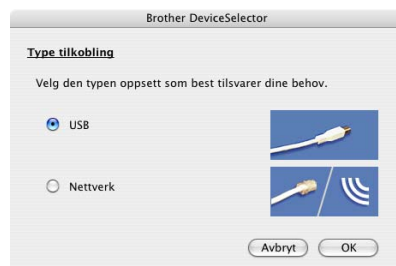 Brother DeviceSelector
Type tilkobling
Velg den typen oppsett som best tilsvarer dine behov.
USB
Nettverk
Avbryt OK